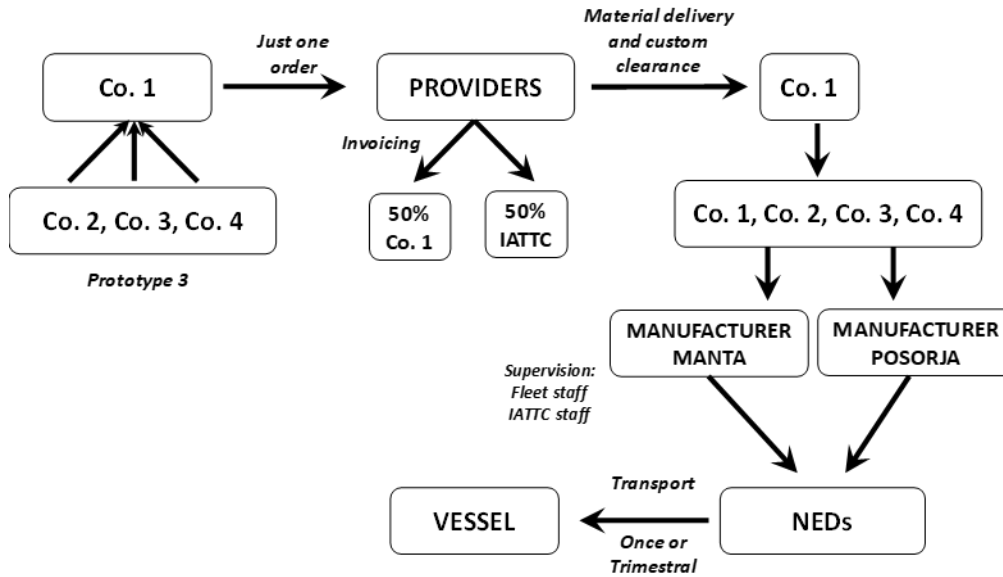 Just one
order
Material delivery
and custom
clearance
Co. 1
PROVIDERS
Co. 1
Invoicing
Co. 2, Co. 3, Co. 4
50%
Co. 1
50%
IATTC
Co. 1, Co. 2, Co. 3, Co. 4
Prototype 3
MANUFACTURER
MANTA
MANUFACTURER
POSORJA
Supervision:
Fleet staff
IATTC staff
Transport
VESSEL
NEDs
Once or
Trimestral